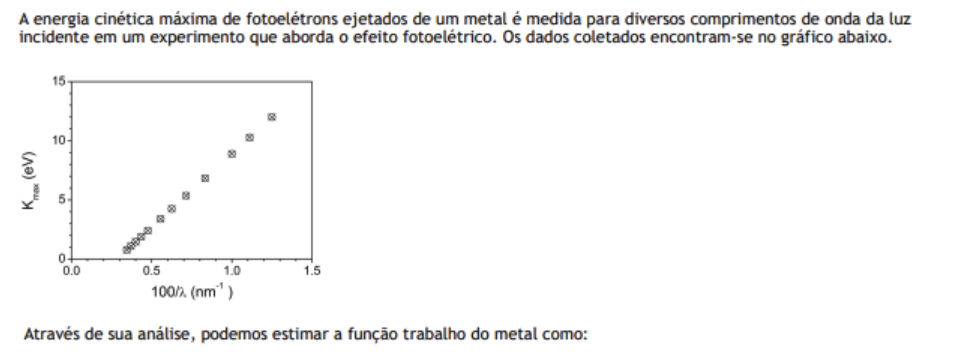 A energia cinética máxima de fotoelétrons ejetados de um metal é medida para diversos comprimentos de onda da luz
incidente em um experimento que aborda o efeito fotoelétrico. Os dados coletados encontram-se no gráfico abaixo.
15
10
5
0
K max (eV)
0.0 0.5 1.0 1.5
100/λ (nm⁻¹)
Através de sua análise, podemos estimar a função trabalho do metal como: